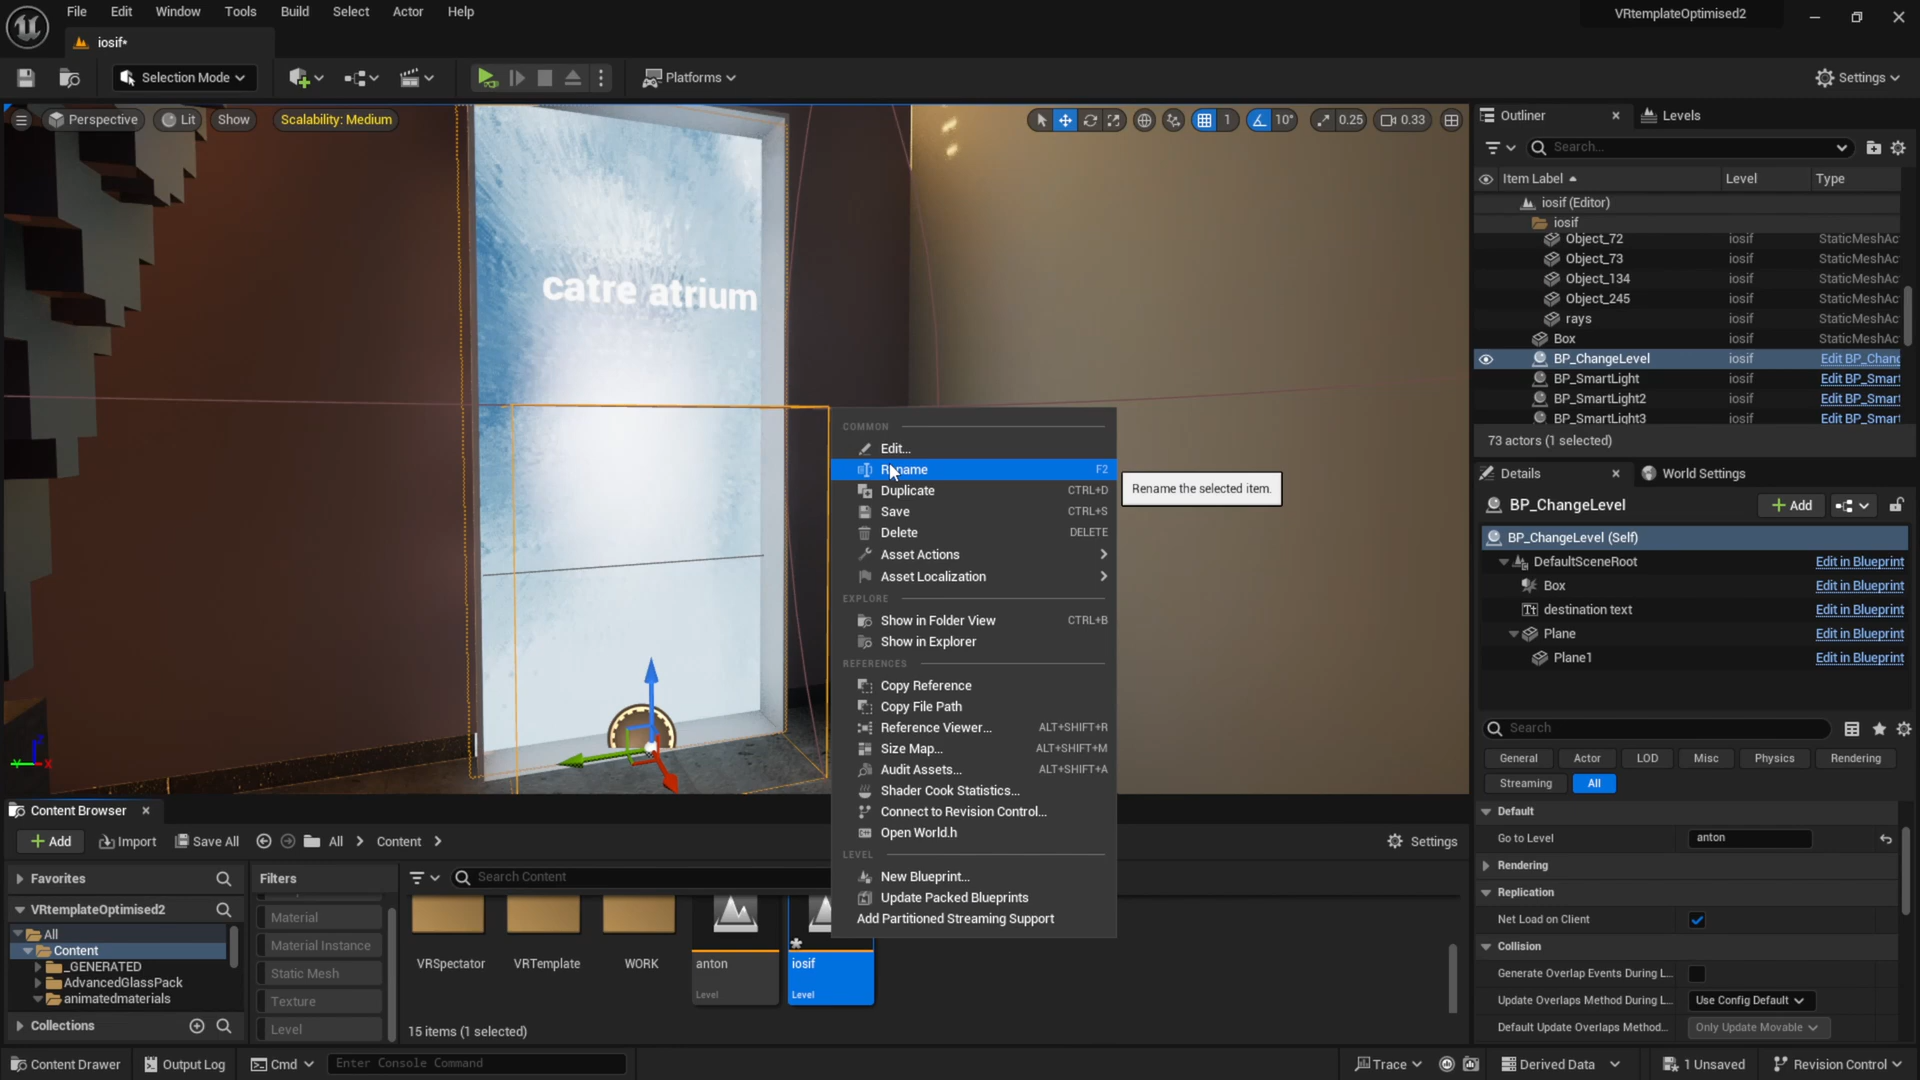 File Edit Window Tools Build Select Actor Help
VRtemplateOptimised2
iosif*
Selection Mode
Platforms
Settings
Perspective Lit Show Scalability: Medium
1 10° 0.25 0.33
catre atrium
Outliner
Levels
Search...
Item Label Level Type
iosif (Editor)
iosif
Object_72 iosif StaticMeshAc
Object_73 iosif StaticMeshAc
Object_134 iosif StaticMeshAc
Object_245 iosif StaticMeshAc
rays iosif StaticMeshAc
Box iosif StaticMeshAc
BP_ChangeLevel iosif Edit BP_Chang
BP_SmartLight iosif Edit BP_Smart
BP_SmartLight2 iosif Edit BP_Smart
BP_SmartLight3 iosif Edit BP_Smart
73 actors (1 selected)
Details
World Settings
BP_ChangeLevel
Add
BP_ChangeLevel (Self)
DefaultSceneRoot Edit in Blueprint
Box Edit in Blueprint
destination text Edit in Blueprint
Plane Edit in Blueprint
Plane1 Edit in Blueprint
Search
General Actor LOD Misc Physics Rendering
Streaming All
Default
Go to Level anton
Rendering
Replication
Net Load on Client
Collision
Generate Overlap Events During L...
Update Overlaps Method During L... Use Config Default
Default Update Overlaps Method... Only Update Movable
COMMON
Edit...
Rename F2
Duplicate CTRL+D
Save CTRL+S
Delete DELETE
Asset Actions
Asset Localization
EXPLORE
Show in Folder View CTRL+B
Show in Explorer
REFERENCES
Copy Reference
Copy File Path
Reference Viewer... ALT+SHIFT+R
Size Map... ALT+SHIFT+M
Audit Assets... ALT+SHIFT+A
Shader Cook Statistics...
Connect to Revision Control...
Open World.h
LEVEL
New Blueprint...
Update Packed Blueprints
Add Partitioned Streaming Support
Rename the selected item.
Content Browser
Add Import Save All All Content
Settings
Favorites
VRtemplateOptimised2
All
Content
_GENERATED
AdvancedGlassPack
animatedmaterials
Collections
Filters
Material
Material Instance
Static Mesh
Texture
Level
Search Content
VRSpectator VRTemplate WORK anton iosif
Level Level
15 items (1 selected)
Content Drawer Output Log Cmd Enter Console Command
Trace Derived Data 1 Unsaved Revision Control